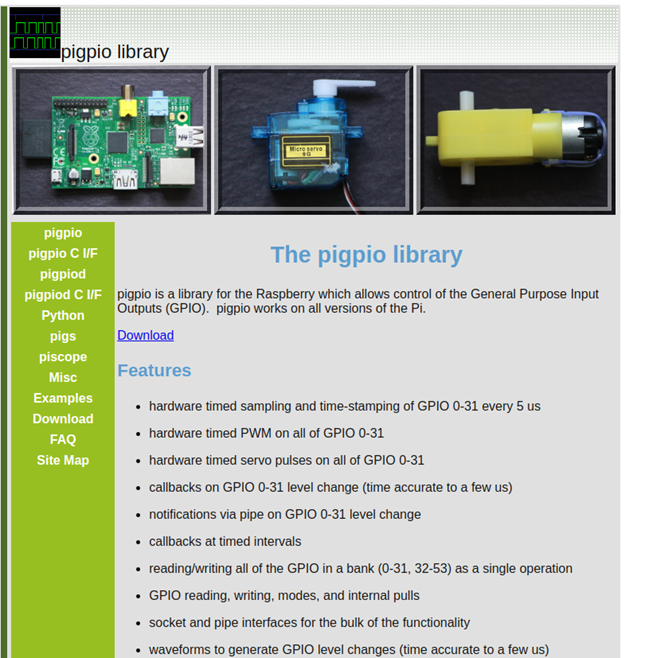 pigpio library
Micro servo
9G
pigpio
pigpio C I/F
pigpiod
pigpiod C I/F
Python
pigs
piscope
Misc
Examples
Download
FAQ
Site Map
The pigpio library
pigpio is a library for the Raspberry which allows control of the General Purpose Input
Outputs (GPIO).  pigpio works on all versions of the Pi.
Download
Features
• hardware timed sampling and time-stamping of GPIO 0-31 every 5 us
• hardware timed PWM on all of GPIO 0-31
• hardware timed servo pulses on all of GPIO 0-31
• callbacks on GPIO 0-31 level change (time accurate to a few us)
• notifications via pipe on GPIO 0-31 level change
• callbacks at timed intervals
• reading/writing all of the GPIO in a bank (0-31, 32-53) as a single operation
• GPIO reading, writing, modes, and internal pulls
• socket and pipe interfaces for the bulk of the functionality
• waveforms to generate GPIO level changes (time accurate to a few us)